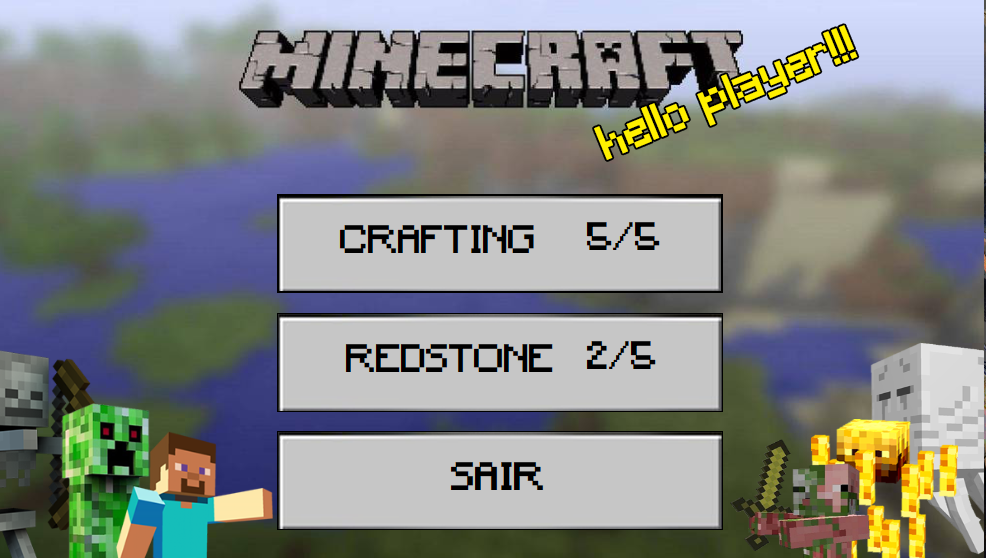 MINECRAFT
hello player!!!
CRAFTING 5/5
REDSTONE 2/5
SAIR